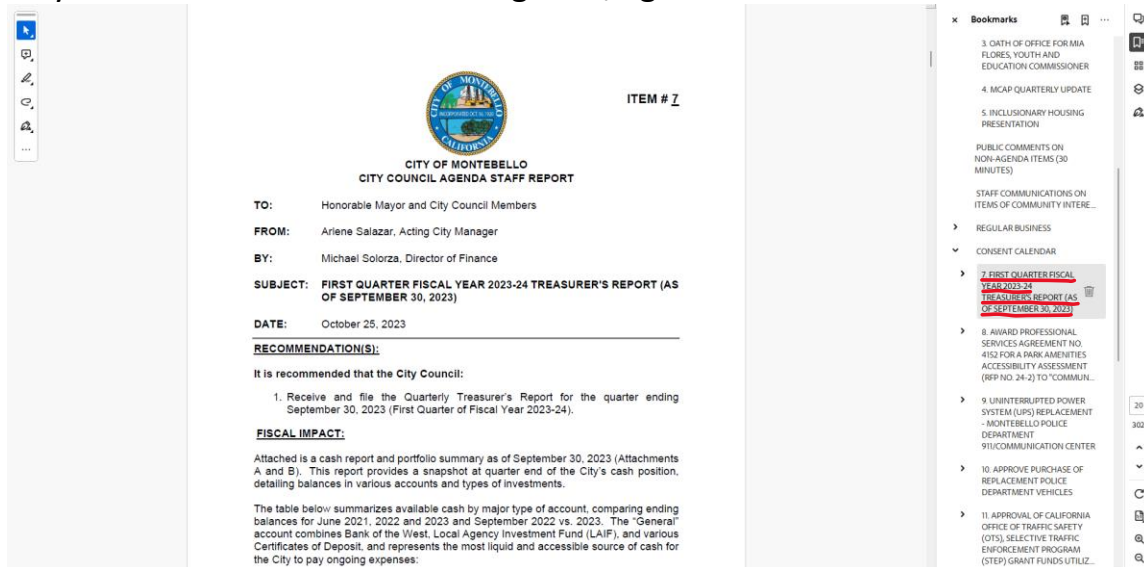 ITEM # 7
CITY OF MONTEBELLO
CALIFORNIA
INCORPORATED OCT. 16, 1920
CITY OF MONTEBELLO
CITY COUNCIL AGENDA STAFF REPORT
TO: Honorable Mayor and City Council Members
FROM: Arlene Salazar, Acting City Manager
BY: Michael Solorza, Director of Finance
SUBJECT: FIRST QUARTER FISCAL YEAR 2023-24 TREASURER'S REPORT (AS
OF SEPTEMBER 30, 2023)
DATE: October 25, 2023
RECOMMENDATION(S):
It is recommended that the City Council:
1. Receive and file the Quarterly Treasurer's Report for the quarter ending
September 30, 2023 (First Quarter of Fiscal Year 2023-24).
FISCAL IMPACT:
Attached is a cash report and portfolio summary as of September 30, 2023 (Attachments
A and B). This report provides a snapshot at quarter end of the City's cash position,
detailing balances in various accounts and types of investments.
The table below summarizes available cash by major type of account, comparing ending
balances for June 2021, 2022 and 2023 and September 2022 vs. 2023. The "General"
account combines Bank of the West, Local Agency Investment Fund (LAIF), and various
Certificates of Deposit, and represents the most liquid and accessible source of cash for
the City to pay ongoing expenses:
Bookmarks
3. OATH OF OFFICE FOR MIA
FLORES, YOUTH AND
EDUCATION COMMISSIONER
4. MCAP QUARTERLY UPDATE
5. INCLUSIONARY HOUSING
PRESENTATION
PUBLIC COMMENTS ON
NON-AGENDA ITEMS (30
MINUTES)
STAFF COMMUNICATIONS ON
ITEMS OF COMMUNITY INTERE...
REGULAR BUSINESS
CONSENT CALENDAR
7. FIRST QUARTER FISCAL
YEAR 2023-24
TREASURER'S REPORT (AS
OF SEPTEMBER 30, 2023)
8. AWARD PROFESSIONAL
SERVICES AGREEMENT NO.
4152 FOR A PARK AMENITIES
ACCESSIBILITY ASSESSMENT
(RFP NO. 24-2) TO "COMMUN...
9. UNINTERRUPTED POWER
SYSTEM (UPS) REPLACEMENT
- MONTEBELLO POLICE
DEPARTMENT
911/COMMUNICATION CENTER
10. APPROVE PURCHASE OF
REPLACEMENT POLICE
DEPARTMENT VEHICLES
11. APPROVAL OF CALIFORNIA
OFFICE OF TRAFFIC SAFETY
(OTS), SELECTIVE TRAFFIC
ENFORCEMENT PROGRAM
(STEP) GRANT FUNDS UTILIZ...
20
302